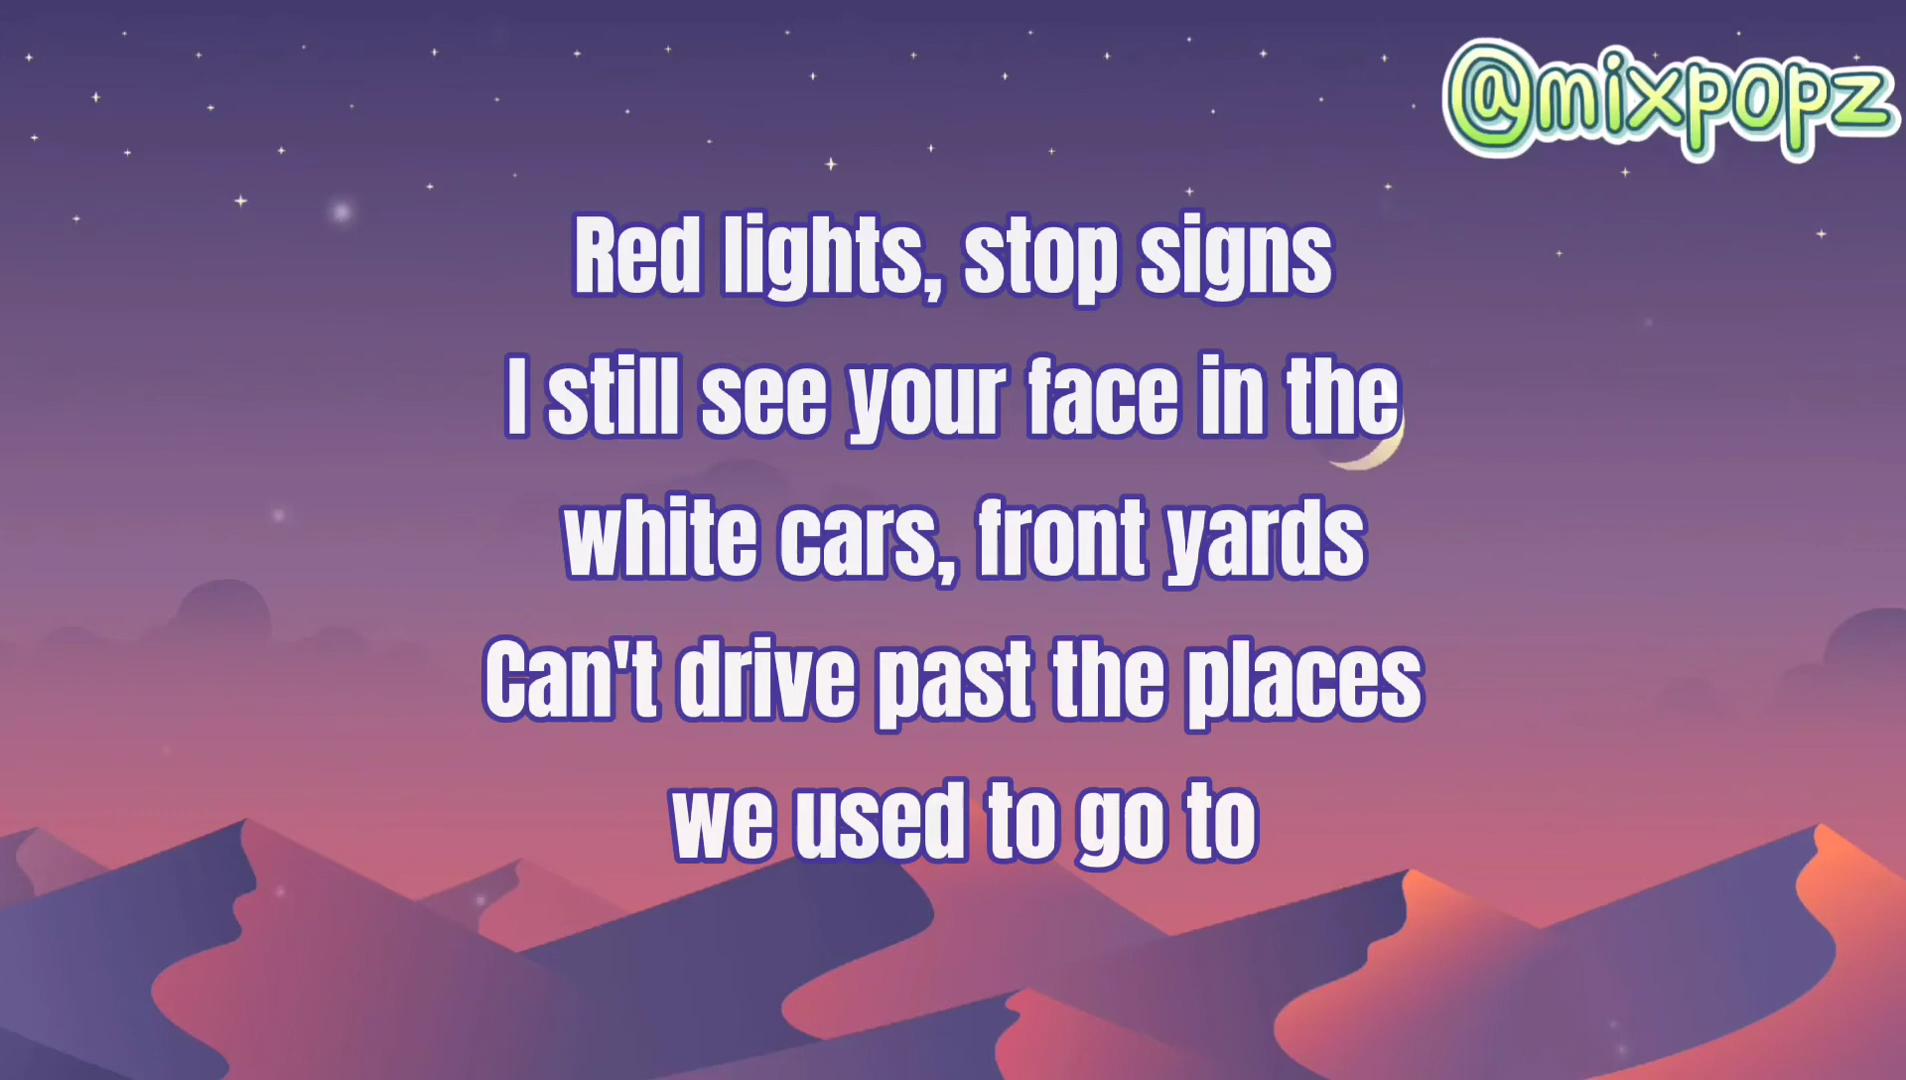 @mixpopz
Red lights, stop signs
I still see your face in the
white cars, front yards
Can't drive past the places
we used to go to